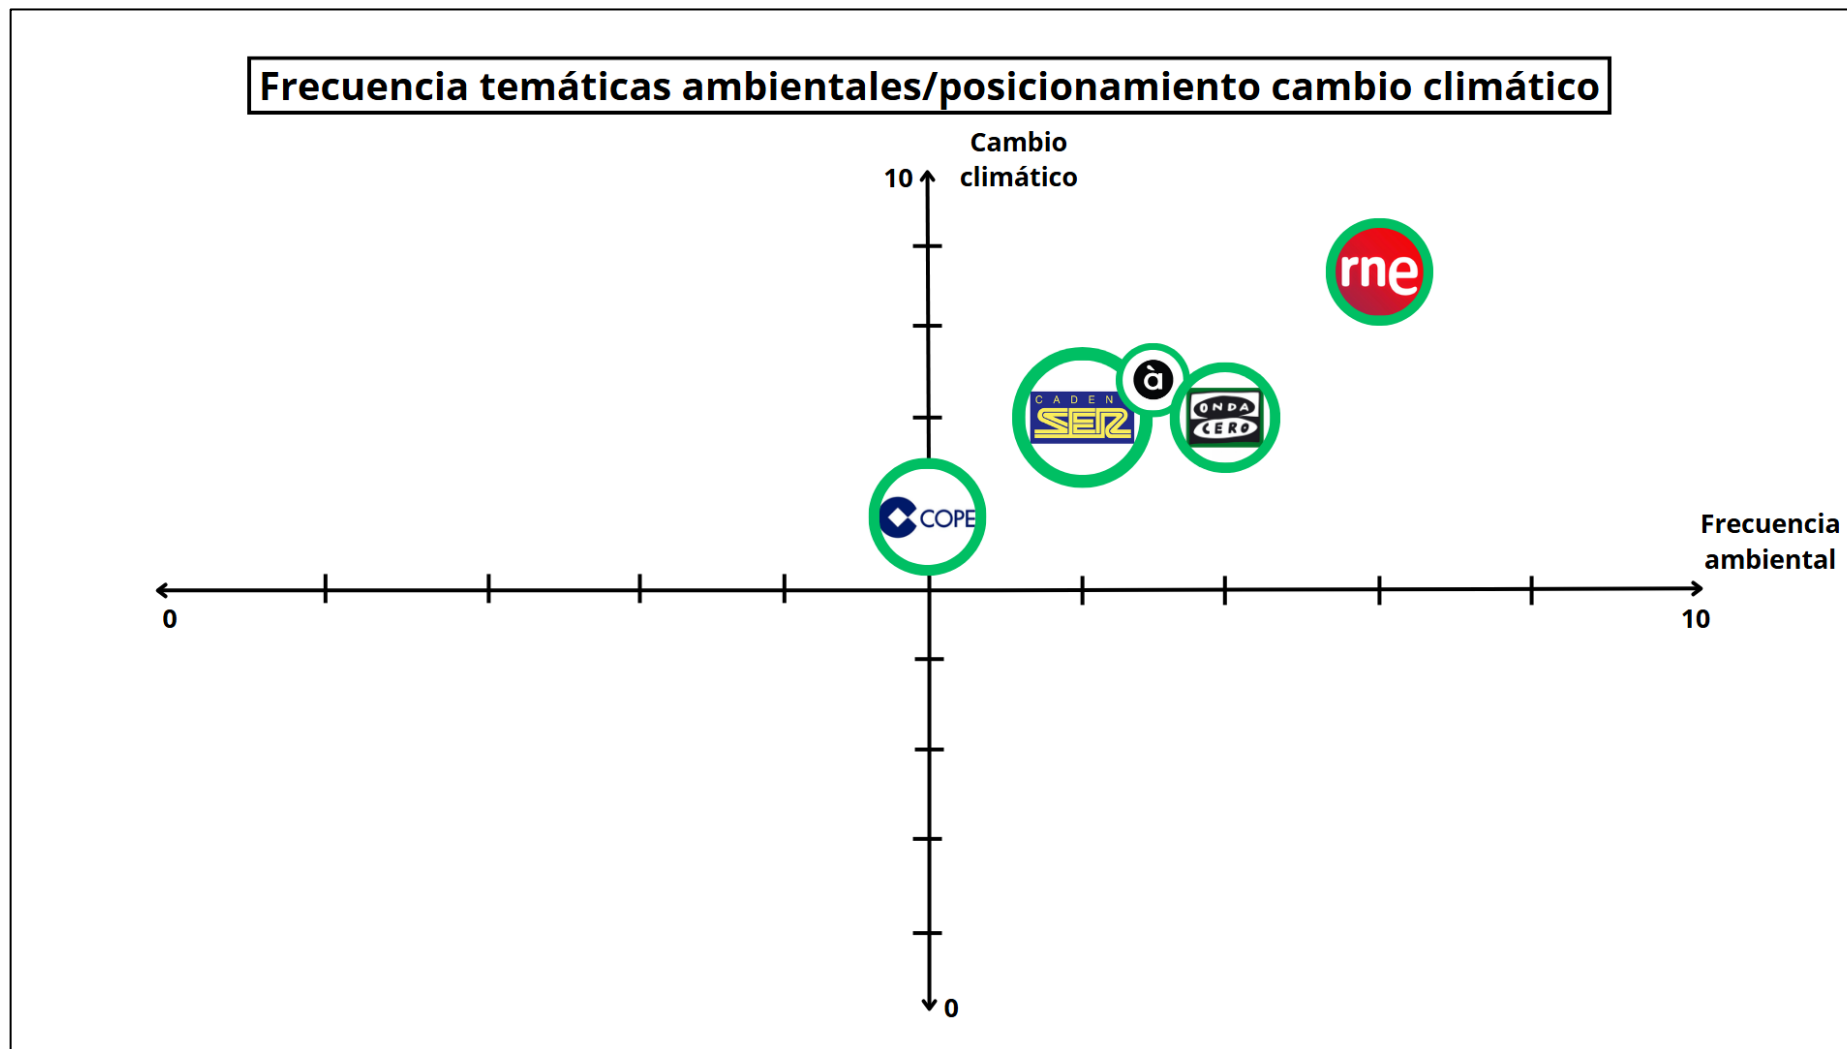 Frecuencia temáticas ambientales/posicionamiento cambio climático
Cambio
climático
10
rne
à
CADEN
SER
ONDA
CERO
COPE
Frecuencia
ambiental
0
10
0